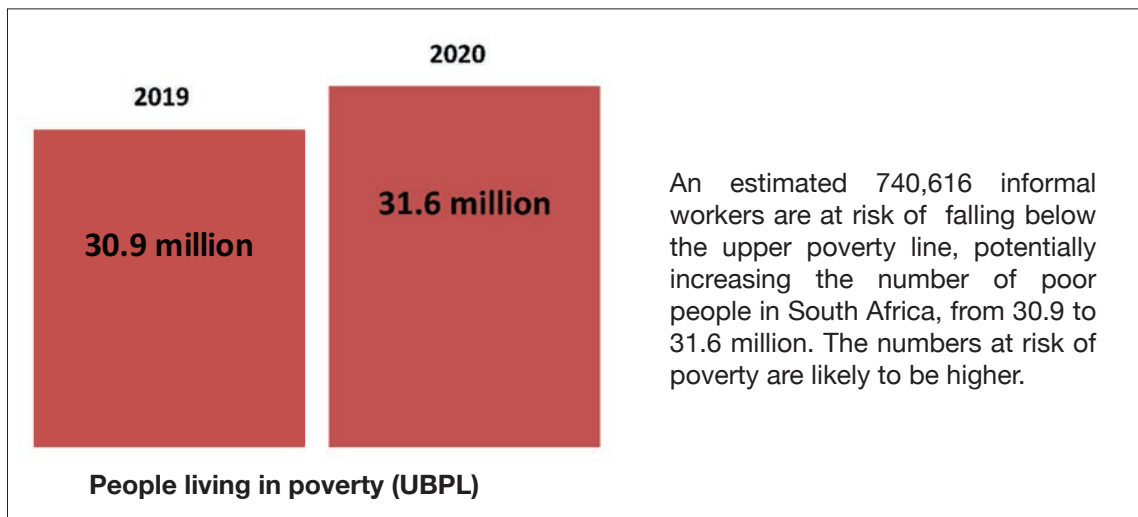 2019
30.9 million
2020
31.6 million
People living in poverty (UBPL)
An estimated 740,616 informal
workers are at risk of falling below
the upper poverty line, potentially
increasing the number of poor
people in South Africa, from 30.9 to
31.6 million. The numbers at risk of
poverty are likely to be higher.